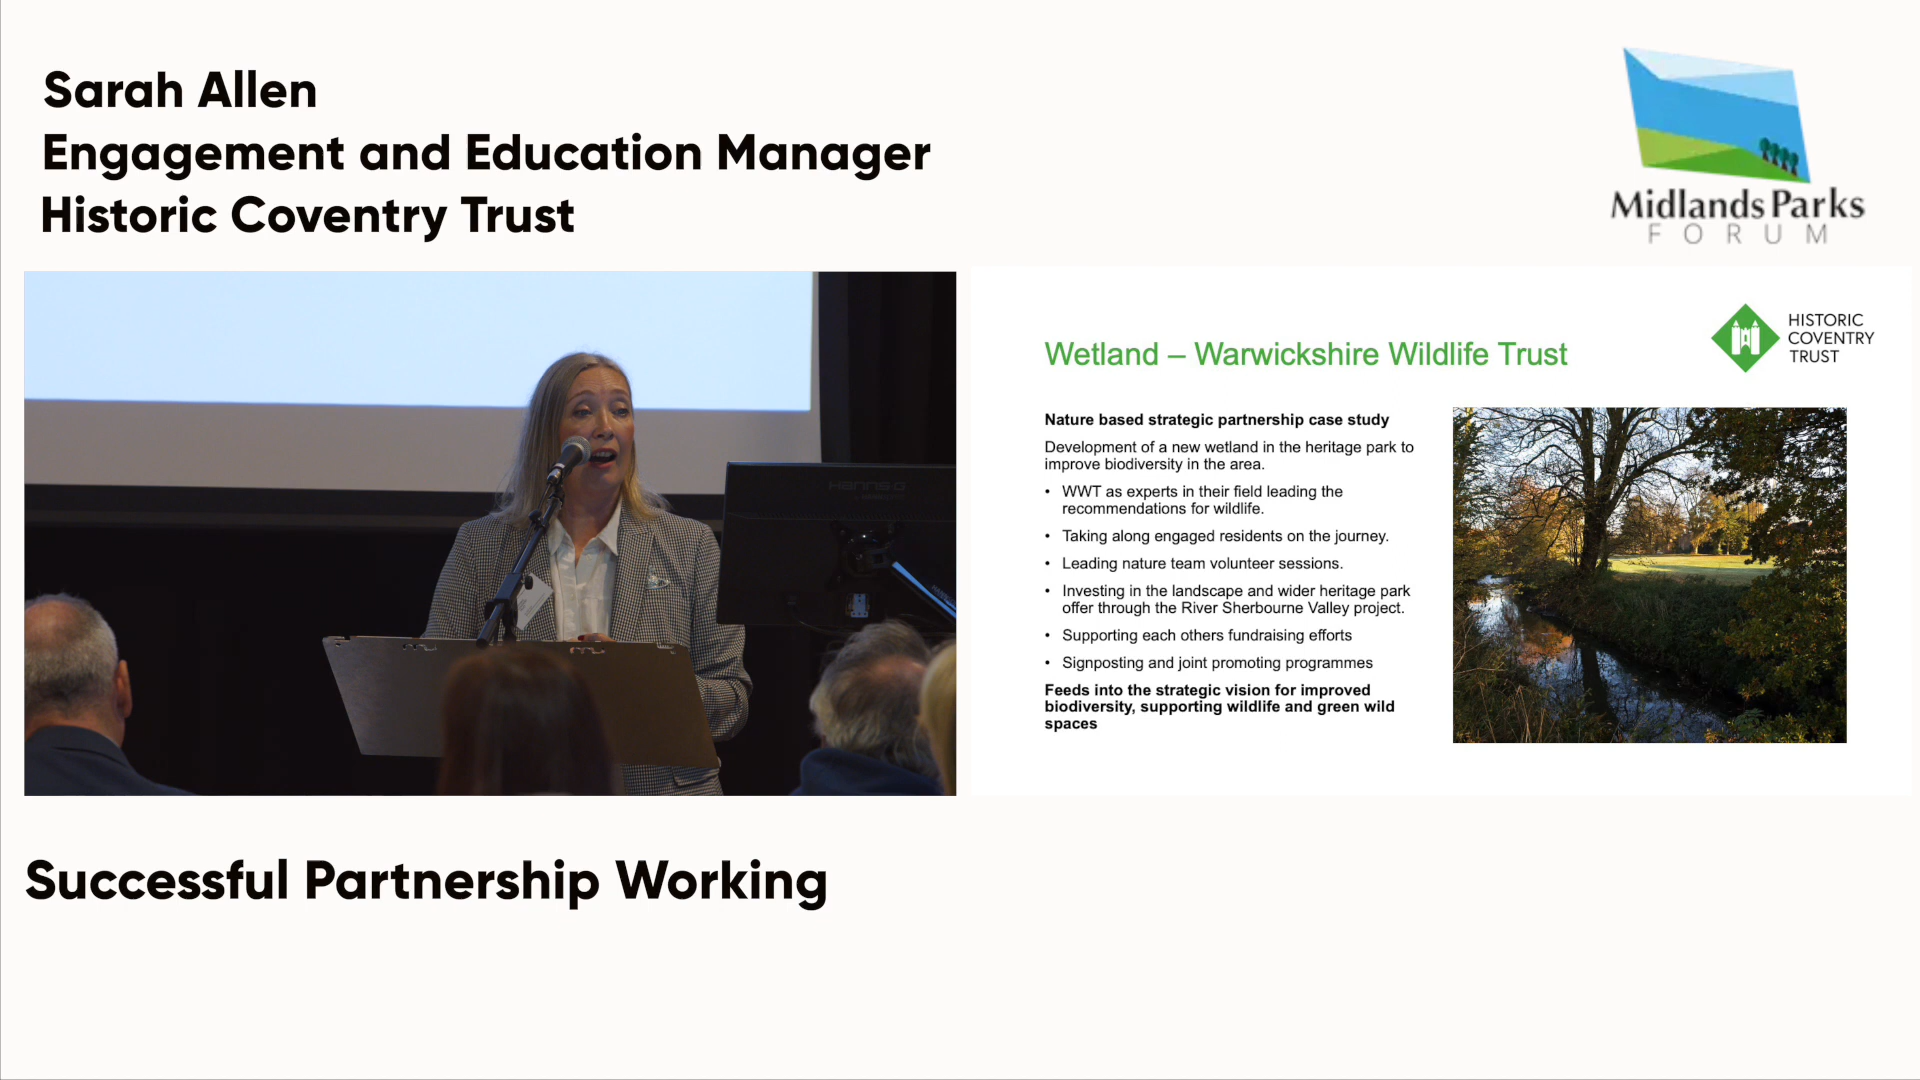 Sarah Allen
Engagement and Education Manager
Historic Coventry Trust
Midlands Parks
FORUM
HANNS.G
HISTORIC
COVENTRY
TRUST
Wetland – Warwickshire Wildlife Trust
Nature based strategic partnership case study
Development of a new wetland in the heritage park to
improve biodiversity in the area.
• WWT as experts in their field leading the
recommendations for wildlife.
• Taking along engaged residents on the journey.
• Leading nature team volunteer sessions.
• Investing in the landscape and wider heritage park
offer through the River Sherbourne Valley project.
• Supporting each others fundraising efforts
• Signposting and joint promoting programmes
Feeds into the strategic vision for improved
biodiversity, supporting wildlife and green wild
spaces
Successful Partnership Working